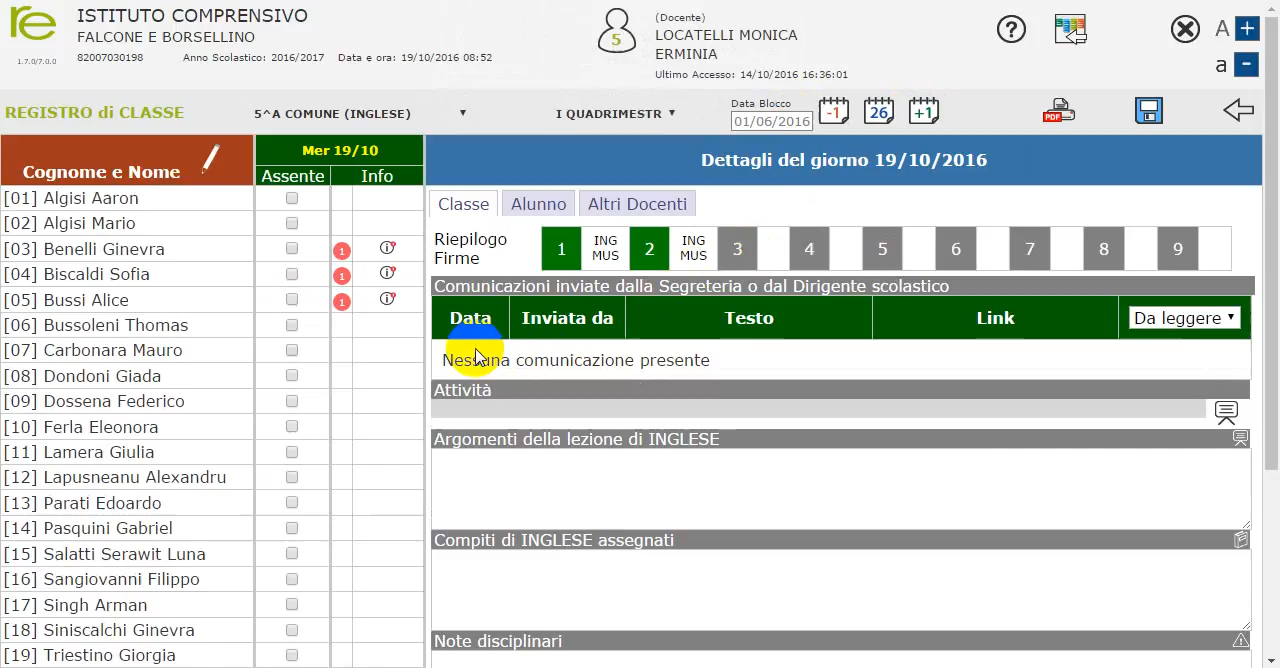 re
1.7.0/7.0.0
ISTITUTO COMPRENSIVO
FALCONE E BORSELLINO
82007030198 Anno Scolastico: 2016/2017 Data e ora: 19/10/2016 08:52
5
(Docente)
LOCATELLI MONICA
ERMINIA
Ultimo Accesso: 14/10/2016 16:36:01
?
A +
a -
REGISTRO di CLASSE
5^A COMUNE (INGLESE)
I QUADRIMESTRE
Data Blocco
01/06/2016
-1
26
+1
PDF
Cognome e Nome
Mer 19/10
Assente Info
[01] Algisi Aaron
[02] Algisi Mario
[03] Benelli Ginevra 1
[04] Biscaldi Sofia 1
[05] Bussi Alice 1
[06] Bussoleni Thomas
[07] Carbonara Mauro
[08] Dondoni Giada
[09] Dossena Federico
[10] Ferla Eleonora
[11] Lamera Giulia
[12] Lapusneanu Alexandru
[13] Parati Edoardo
[14] Pasquini Gabriel
[15] Salatti Serawit Luna
[16] Sangiovanni Filippo
[17] Singh Arman
[18] Siniscalchi Ginevra
[19] Triestino Giorgia
Dettagli del giorno 19/10/2016
Classe Alunno Altri Docenti
Riepilogo
Firme
1 ING MUS 2 ING MUS 3 4 5 6 7 8 9
Comunicazioni inviate dalla Segreteria o dal Dirigente scolastico
Data Inviata da Testo Link Da leggere
Nessuna comunicazione presente
Attività
Argomenti della lezione di INGLESE
Compiti di INGLESE assegnati
Note disciplinari